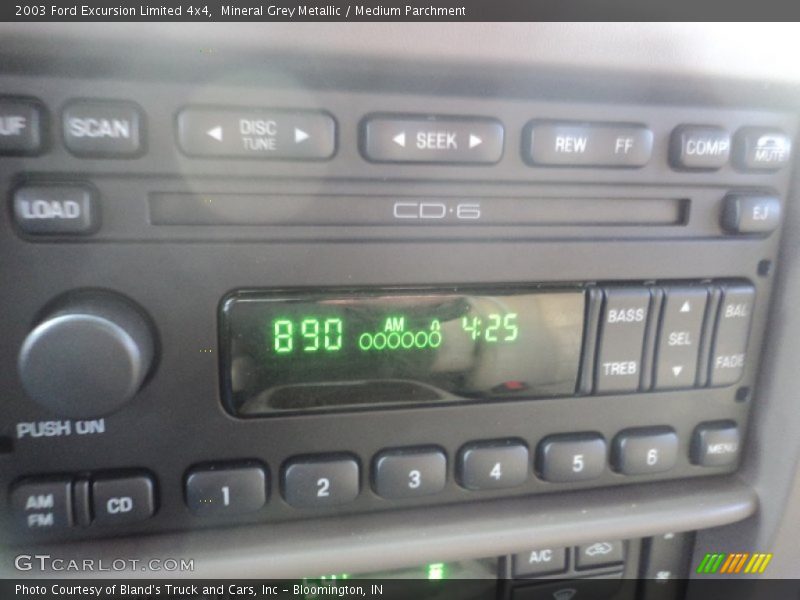 2003 Ford Excursion Limited 4x4,  Mineral Grey Metallic / Medium Parchment
UF SCAN ◄ DISC TUNE ► ◄ SEEK ► REW FF COMP MUTE
LOAD CD·6 EJ
890 AM 4:25
BASS TREB ▲ SEL ▼ BAL FADE
PUSH ON
AM FM CD 1 2 3 4 5 6 MENU
A/C
GTCARLOT.COM
Photo Courtesy of Bland's Truck and Cars, Inc - Bloomington, IN